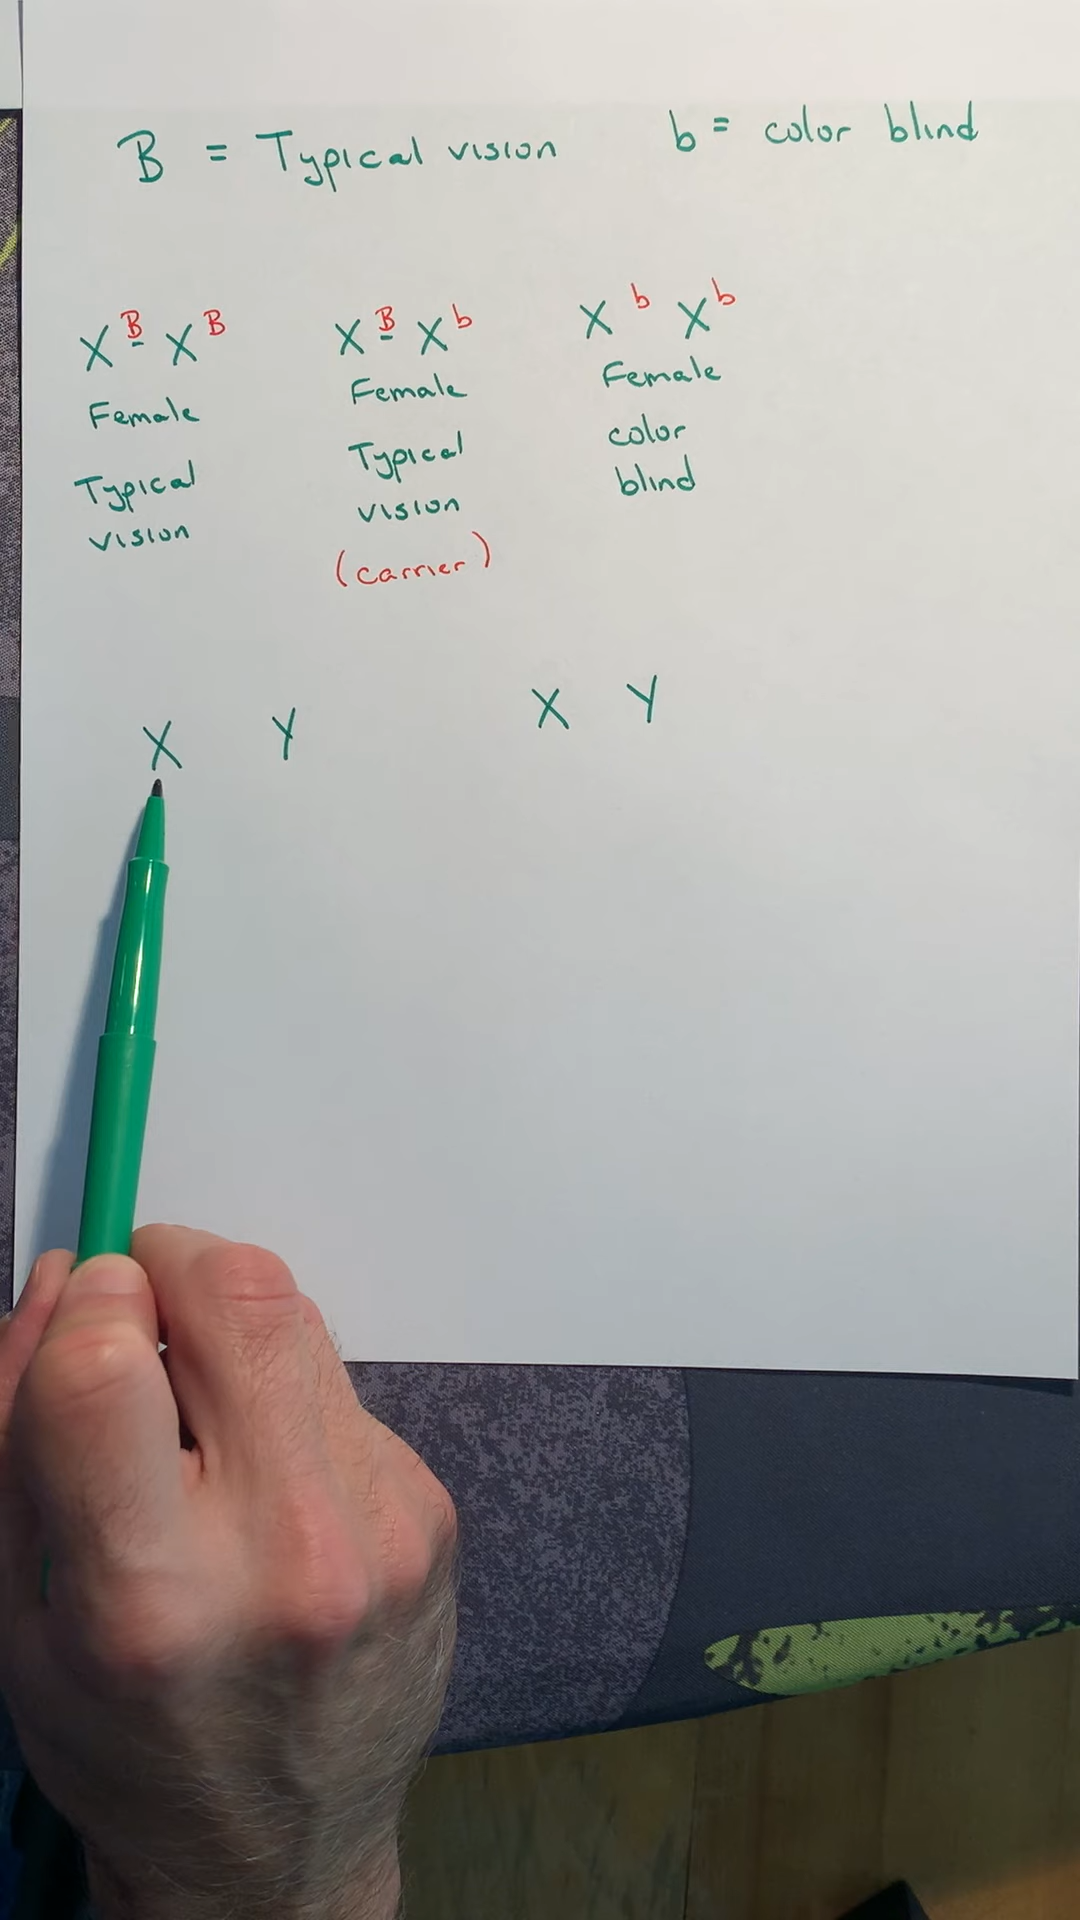 B = Typical vision b = color blind
X^B X^B X^B X^b X^b X^b
Female Female Female
Typical Typical color
vision vision blind
(carrier)
X Y X Y